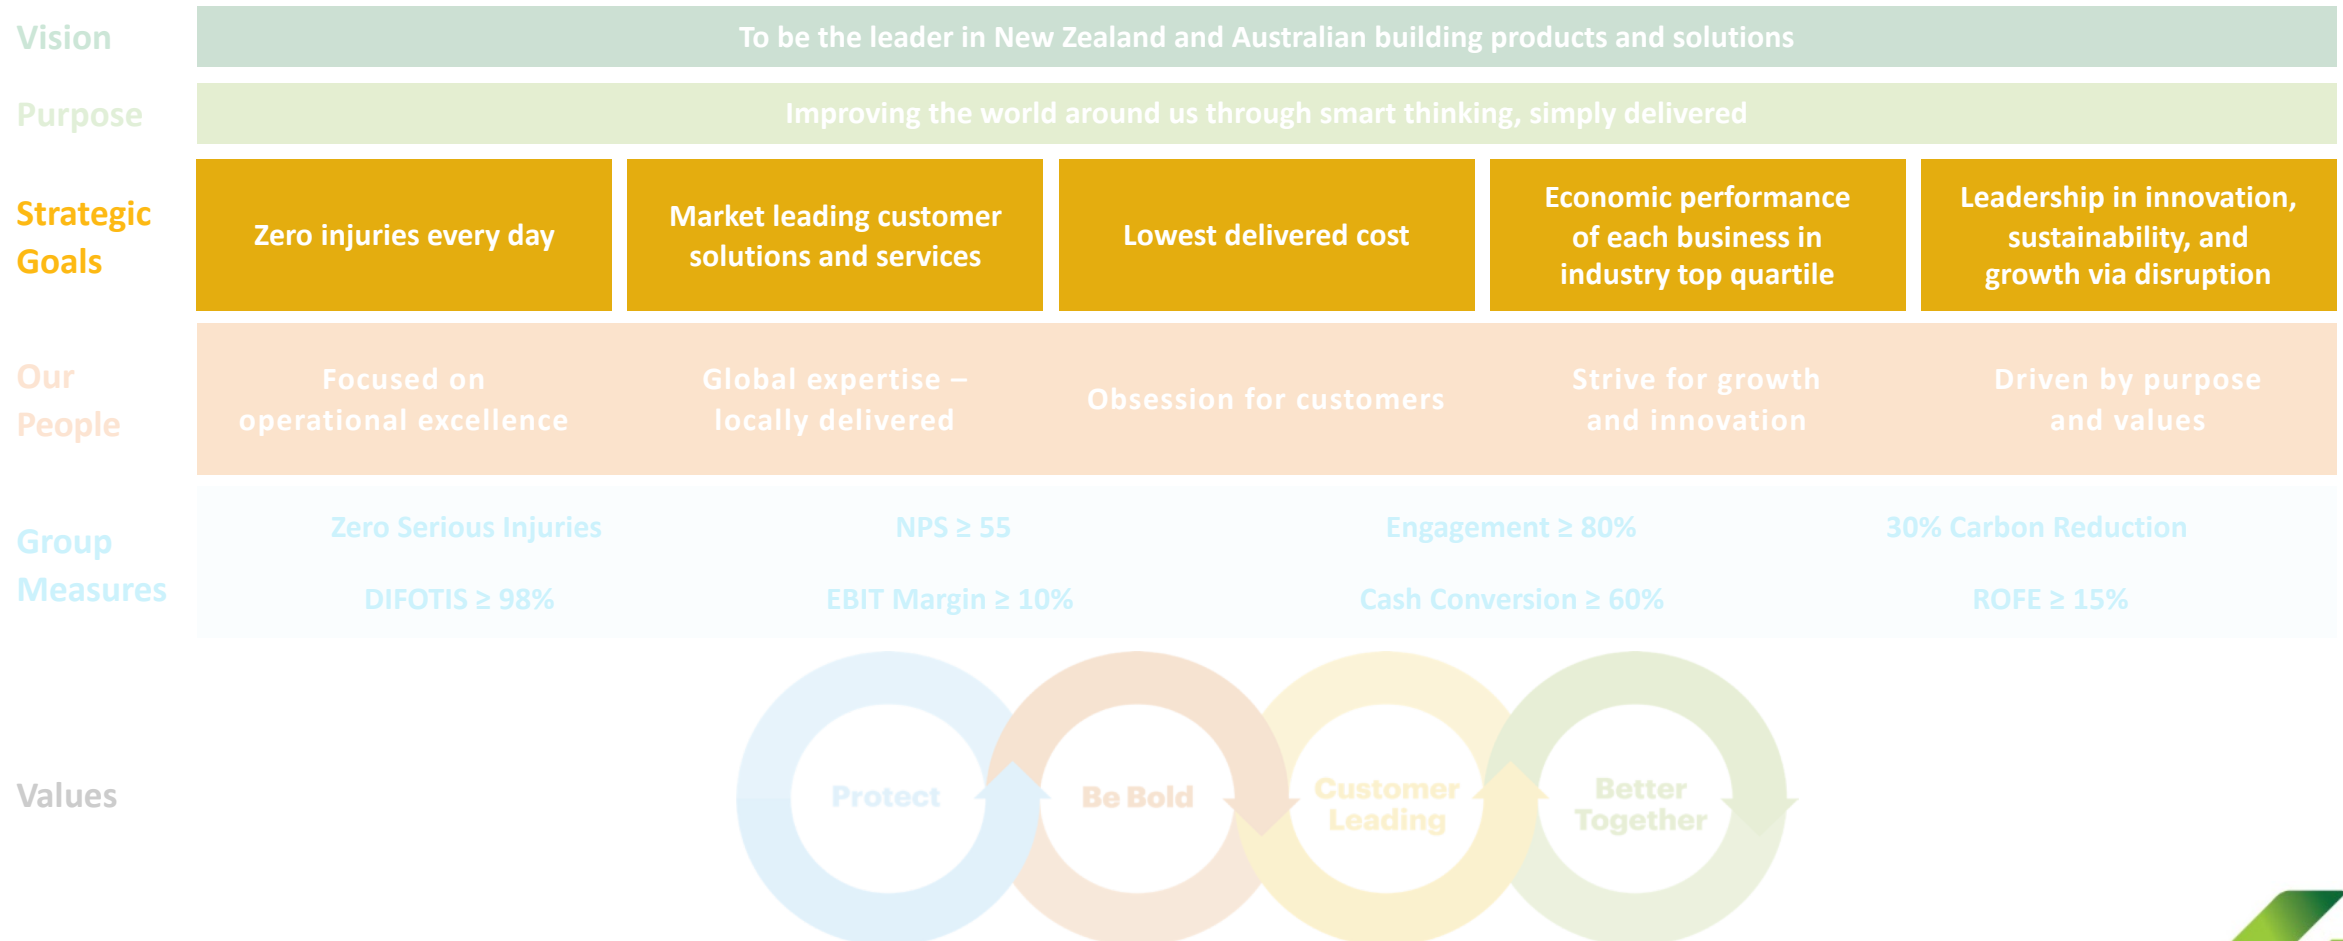 Vision
To be the leader in New Zealand and Australian building products and solutions
Purpose
Improving the world around us through smart thinking, simply delivered
Strategic
Goals
Zero injuries every day
Market leading customer
solutions and services
Lowest delivered cost
Economic performance
of each business in
industry top quartile
Leadership in innovation,
sustainability, and
growth via disruption
Our
People
Focused on
operational excellence
Global expertise –
locally delivered
Obsession for customers
Strive for growth
and innovation
Driven by purpose
and values
Group
Measures
Zero Serious Injuries
NPS ≥ 55
Engagement ≥ 80%
30% Carbon Reduction
DIFOTIS ≥ 98%
EBIT Margin ≥ 10%
Cash Conversion ≥ 60%
ROFE ≥ 15%
Values
Protect
Be Bold
Customer
Leading
Better
Together